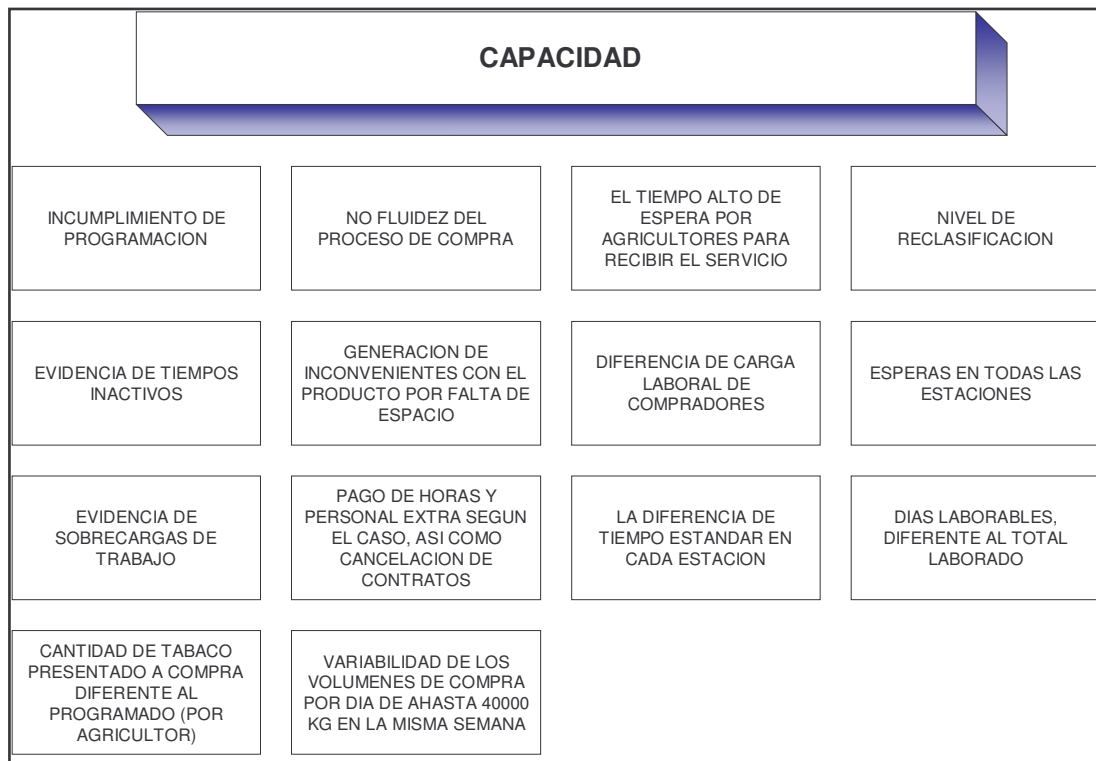 CAPACIDAD
INCUMPLIMIENTO DE
PROGRAMACION
NO FLUIDEZ DEL
PROCESO DE COMPRA
EL TIEMPO ALTO DE
ESPERA POR
AGRICULTORES PARA
RECIBIR EL SERVICIO
NIVEL DE
RECLASIFICACION
EVIDENCIA DE TIEMPOS
INACTIVOS
GENERACION DE
INCONVENIENTES CON EL
PRODUCTO POR FALTA DE
ESPACIO
DIFERENCIA DE CARGA
LABORAL DE
COMPRADORES
ESPERAS EN TODAS LAS
ESTACIONES
EVIDENCIA DE
SOBRECARGAS DE
TRABAJO
PAGO DE HORAS Y
PERSONAL EXTRA SEGUN
EL CASO, ASI COMO
CANCELACION DE
CONTRATOS
LA DIFERENCIA DE
TIEMPO ESTANDAR EN
CADA ESTACION
DIAS LABORABLES,
DIFERENTE AL TOTAL
LABORADO
CANTIDAD DE TABACO
PRESENTADO A COMPRA
DIFERENTE AL
PROGRAMADO (POR
AGRICULTOR)
VARIABILIDAD DE LOS
VOLUMENES DE COMPRA
POR DIA DE AHASTA 40000
KG EN LA MISMA SEMANA